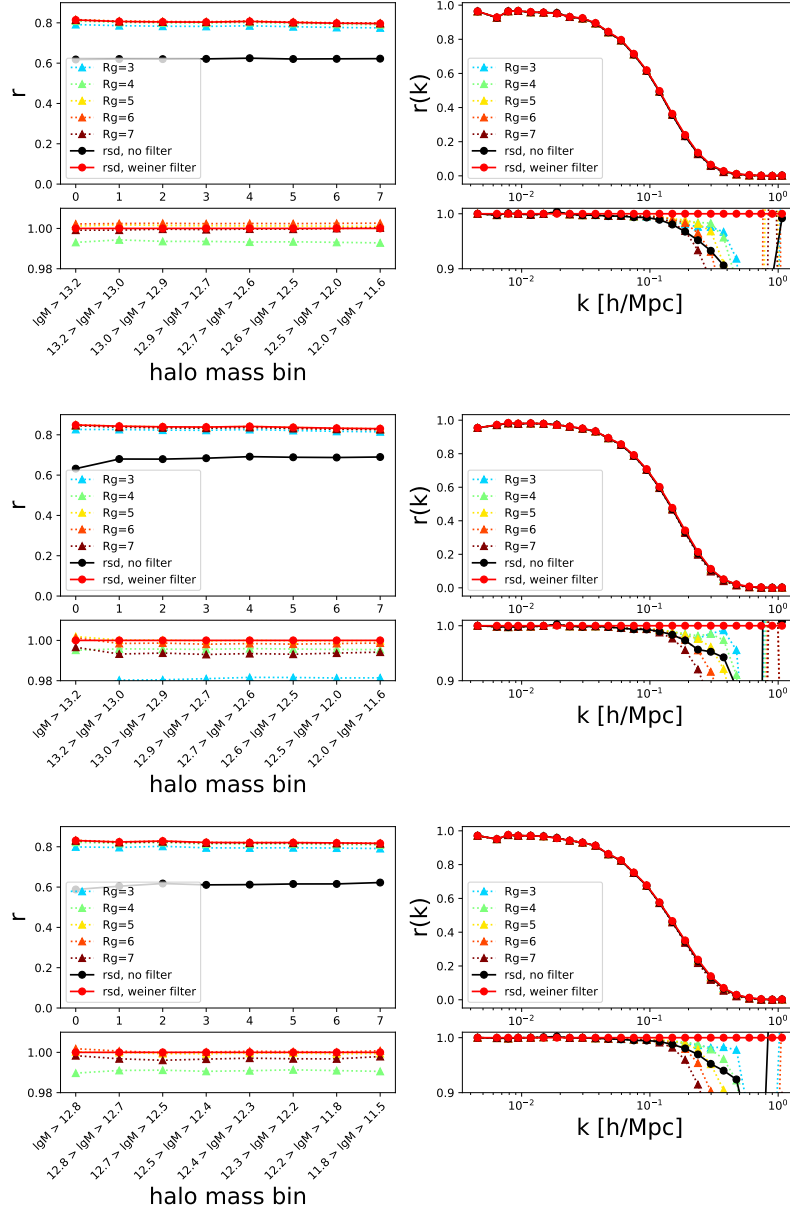 0.8
0.6
0.4
0.2
0.0
r
Rg=3
Rg=4
Rg=5
Rg=6
Rg=7
rsd, no filter
rsd, weiner filter
0 1 2 3 4 5 6 7
1.00
0.98
lgM > 13.2
13.2 > lgM > 13.0
13.0 > lgM > 12.9
12.9 > lgM > 12.7
12.7 > lgM > 12.6
12.6 > lgM > 12.5
12.5 > lgM > 12.0
12.0 > lgM > 11.6
halo mass bin
1.0
0.8
0.6
0.4
0.2
0.0
r(k)
Rg=3
Rg=4
Rg=5
Rg=6
Rg=7
rsd, no filter
rsd, weiner filter
10⁻² 10⁻¹ 10⁰
1.0
0.9
10⁻² 10⁻¹ 10⁰
k [h/Mpc]
0.8
0.6
0.4
0.2
0.0
r
Rg=3
Rg=4
Rg=5
Rg=6
Rg=7
rsd, no filter
rsd, weiner filter
0 1 2 3 4 5 6 7
1.00
0.98
lgM > 13.2
13.2 > lgM > 13.0
13.0 > lgM > 12.9
12.9 > lgM > 12.7
12.7 > lgM > 12.6
12.6 > lgM > 12.5
12.5 > lgM > 12.0
12.0 > lgM > 11.6
halo mass bin
1.0
0.8
0.6
0.4
0.2
0.0
r(k)
Rg=3
Rg=4
Rg=5
Rg=6
Rg=7
rsd, no filter
rsd, weiner filter
10⁻² 10⁻¹ 10⁰
1.0
0.9
10⁻² 10⁻¹ 10⁰
k [h/Mpc]
0.8
0.6
0.4
0.2
0.0
r
Rg=3
Rg=4
Rg=5
Rg=6
Rg=7
rsd, no filter
rsd, weiner filter
0 1 2 3 4 5 6 7
1.00
0.98
lgM > 12.8
12.8 > lgM > 12.7
12.7 > lgM > 12.5
12.5 > lgM > 12.4
12.4 > lgM > 12.3
12.3 > lgM > 12.2
12.2 > lgM > 11.8
11.8 > lgM > 11.5
halo mass bin
1.0
0.8
0.6
0.4
0.2
0.0
r(k)
Rg=3
Rg=4
Rg=5
Rg=6
Rg=7
rsd, no filter
rsd, weiner filter
10⁻² 10⁻¹ 10⁰
1.0
0.9
10⁻² 10⁻¹ 10⁰
k [h/Mpc]